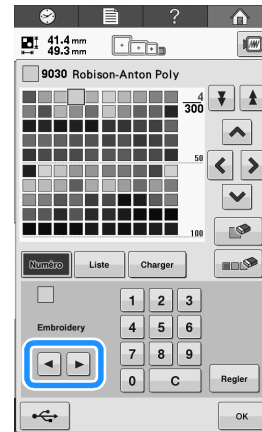 ?
41.4 mm
49.3 mm
9030 Robison-Anton Poly
4
300
50
100
Numéro Liste Charger
Embroidery
1 2 3
4 5 6
7 8 9
0 C
Regler
OK